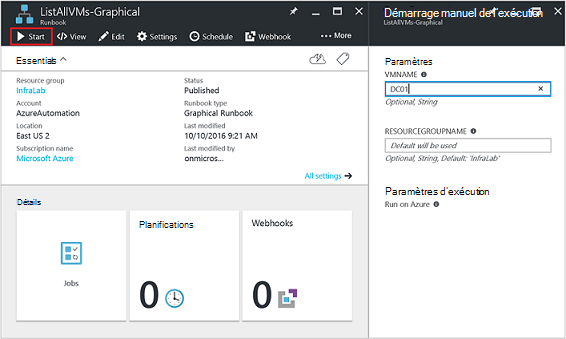 ListAllVMs-Graphical
Runbook
Start
View
Edit
Settings
Schedule
Webhook
More
Essentials
Resource group
InfraLab
Account
AzureAutomation
Location
East US 2
Subscription name
Microsoft Azure
Status
Published
Runbook type
Graphical Runbook
Last modified
10/10/2016 9:21 AM
Last modified by
onmicros...
All settings
Détails
Jobs
Planifications
0
Webhooks
0
Démarrage manuel de l'exécution
ListAllVMs-Graphical
Paramètres
VMNAME
DC01
Optional, String
RESOURCEGROUPNAME
Default will be used
Optional, String, Default: 'InfraLab'
Paramètres d'exécution
Run on Azure